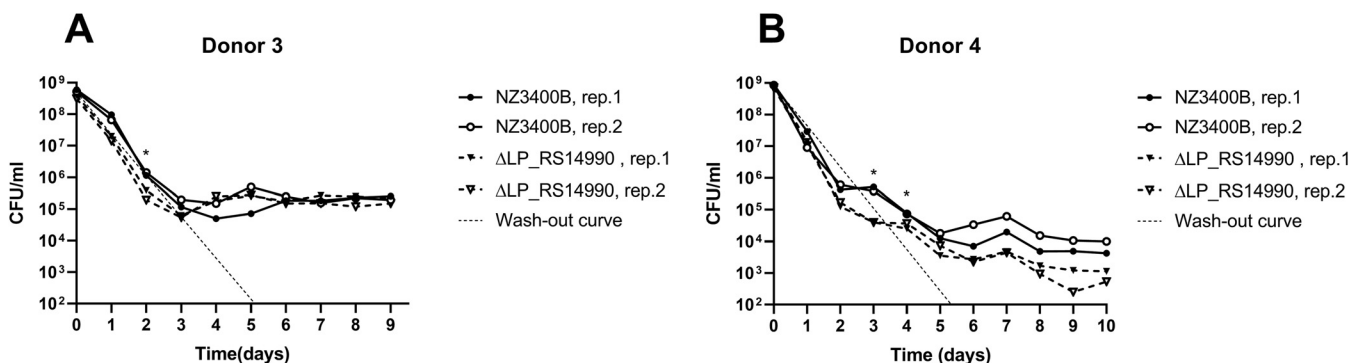 A
Donor 3
CFU/ml
10⁹
10⁸
10⁷
10⁶
10⁵
10⁴
10³
10²
*
0 1 2 3 4 5 6 7 8 9
Time(days)
NZ3400B, rep.1
NZ3400B, rep.2
ΔLP_RS14990 , rep.1
ΔLP_RS14990, rep.2
Wash-out curve
B
Donor 4
CFU/ml
10⁹
10⁸
10⁷
10⁶
10⁵
10⁴
10³
10²
* *
0 1 2 3 4 5 6 7 8 9 10
Time (days)
NZ3400B, rep.1
NZ3400B, rep.2
ΔLP_RS14990 , rep.1
ΔLP_RS14990, rep.2
Wash-out curve